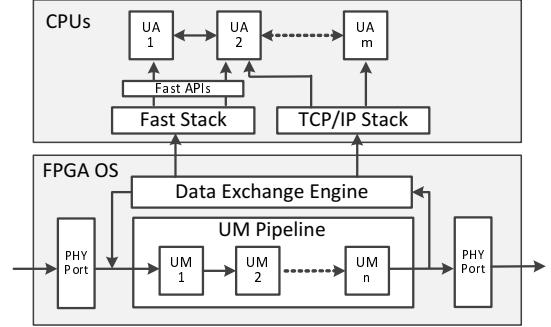 CPUs
UA
1
UA
2
UA
m
Fast APIs
Fast Stack
TCP/IP Stack
FPGA OS
Data Exchange Engine
UM Pipeline
PHY
Port
UM
1
UM
2
UM
n
PHY
Port